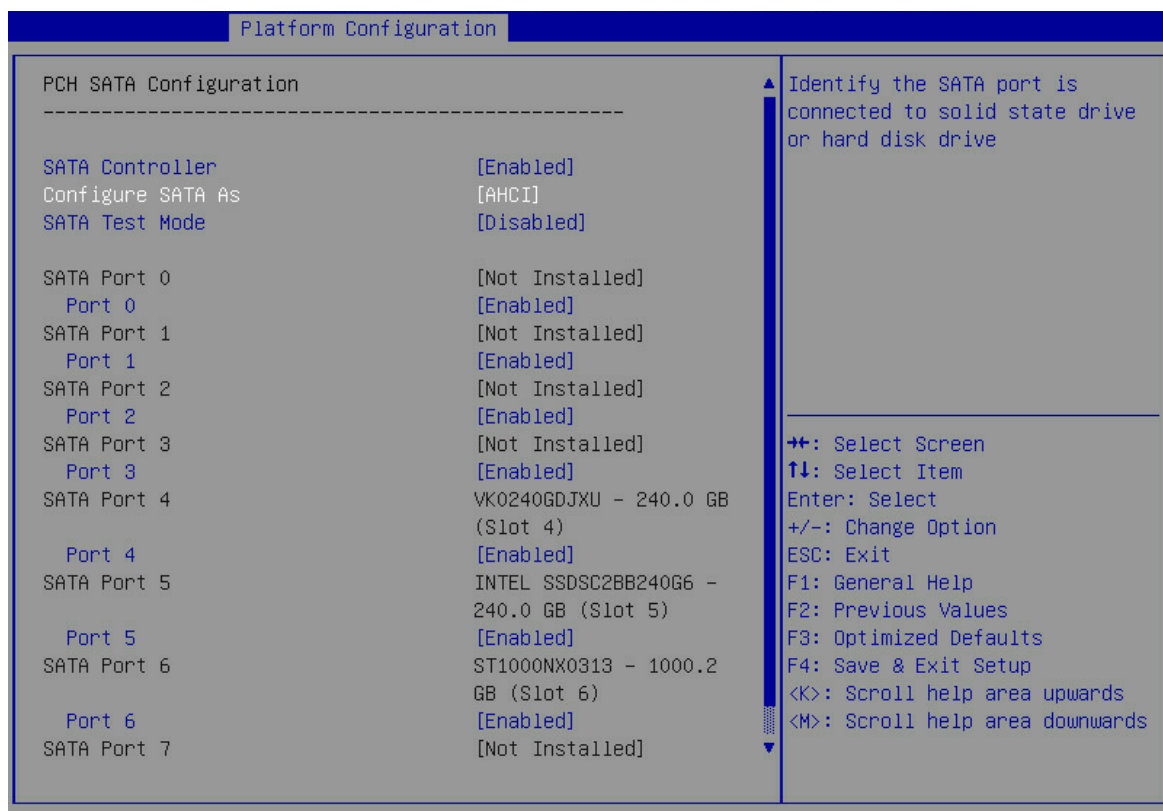 Platform Configuration
PCH SATA Configuration
--------------------------------------------------
SATA Controller [Enabled]
Configure SATA As [AHCI]
SATA Test Mode [Disabled]
SATA Port 0 [Not Installed]
Port 0 [Enabled]
SATA Port 1 [Not Installed]
Port 1 [Enabled]
SATA Port 2 [Not Installed]
Port 2 [Enabled]
SATA Port 3 [Not Installed]
Port 3 [Enabled]
SATA Port 4 VK0240GDJXU - 240.0 GB
(Slot 4)
Port 4 [Enabled]
SATA Port 5 INTEL SSDSC2BB240G6 -
240.0 GB (Slot 5)
Port 5 [Enabled]
SATA Port 6 ST1000NX0313 - 1000.2
GB (Slot 6)
Port 6 [Enabled]
SATA Port 7 [Not Installed]
Identify the SATA port is
connected to solid state drive
or hard disk drive
→←: Select Screen
↑↓: Select Item
Enter: Select
+/-: Change Option
ESC: Exit
F1: General Help
F2: Previous Values
F3: Optimized Defaults
F4: Save & Exit Setup
<K>: Scroll help area upwards
<M>: Scroll help area downwards